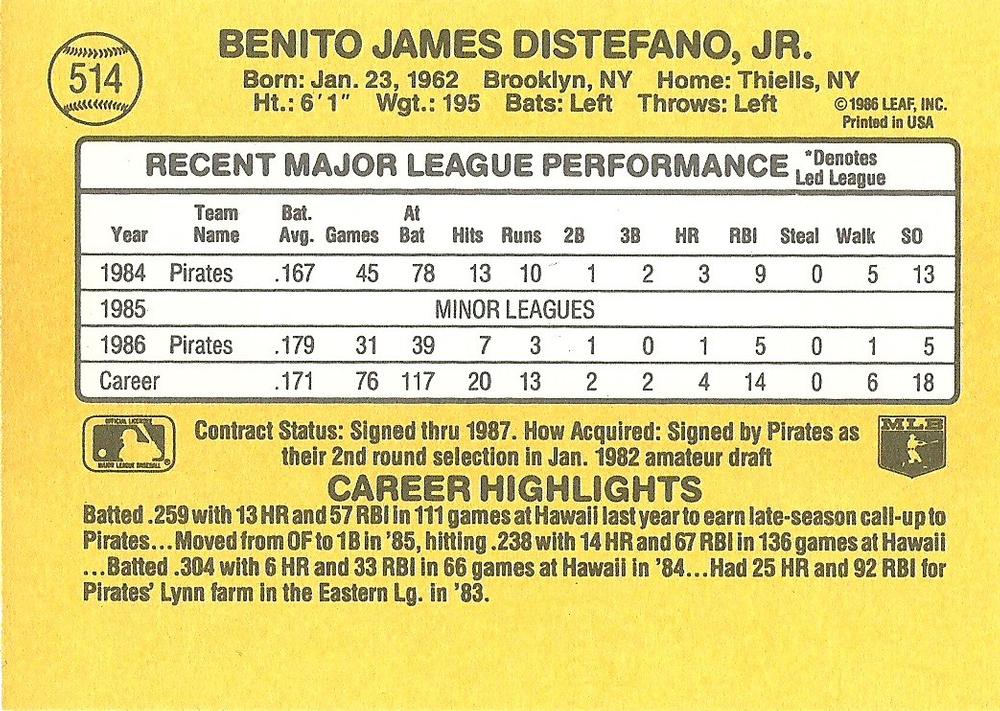 514
BENITO JAMES DISTEFANO, JR.
Born: Jan. 23, 1962 Brooklyn, NY Home: Thiells, NY
Ht.: 6'1" Wgt.: 195 Bats: Left Throws: Left
©1986 LEAF, INC.
Printed in USA
RECENT MAJOR LEAGUE PERFORMANCE *Denotes
Led League
Year Team Name Bat. Avg. Games At Bat Hits Runs 2B 3B HR RBI Steal Walk SO
1984 Pirates .167 45 78 13 10 1 2 3 9 0 5 13
1985 MINOR LEAGUES
1986 Pirates .179 31 39 7 3 1 0 1 5 0 1 5
Career .171 76 117 20 13 2 2 4 14 0 6 18
OFFICIAL LICENSEE
MAJOR LEAGUE BASEBALL
®
Contract Status: Signed thru 1987. How Acquired: Signed by Pirates as
their 2nd round selection in Jan. 1982 amateur draft
MLB
CAREER HIGHLIGHTS
Batted .259 with 13 HR and 57 RBI in 111 games at Hawaii last year to earn late-season call-up to
Pirates...Moved from OF to 1B in '85, hitting .238 with 14 HR and 67 RBI in 136 games at Hawaii
...Batted .304 with 6 HR and 33 RBI in 66 games at Hawaii in '84...Had 25 HR and 92 RBI for
Pirates' Lynn farm in the Eastern Lg. in '83.